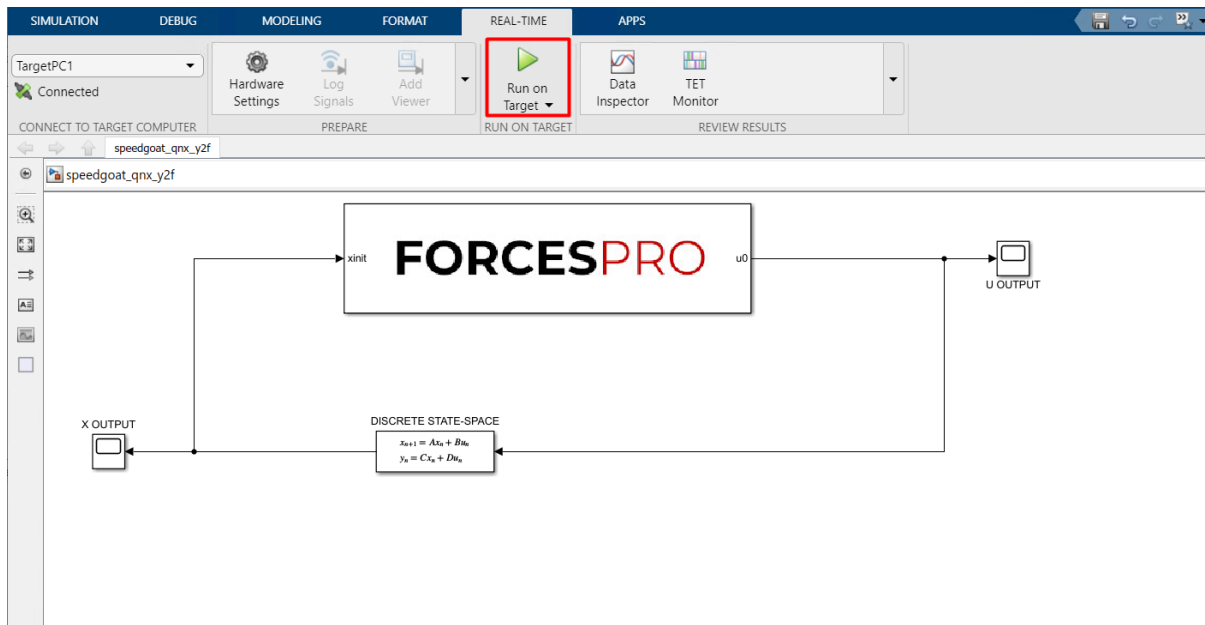 SIMULATION
DEBUG
MODELING
FORMAT
REAL-TIME
APPS
TargetPC1
Connected
CONNECT TO TARGET COMPUTER
Hardware
Settings
Log
Signals
Add
Viewer
PREPARE
Run on
Target
RUN ON TARGET
Data
Inspector
TET
Monitor
REVIEW RESULTS
speedgoat_qnx_y2f
speedgoat_qnx_y2f
xinit
FORCESPRO
u0
U OUTPUT
X OUTPUT
DISCRETE STATE-SPACE
xₙ₊₁ = Axₙ + Buₙ
yₙ = Cxₙ + Duₙ